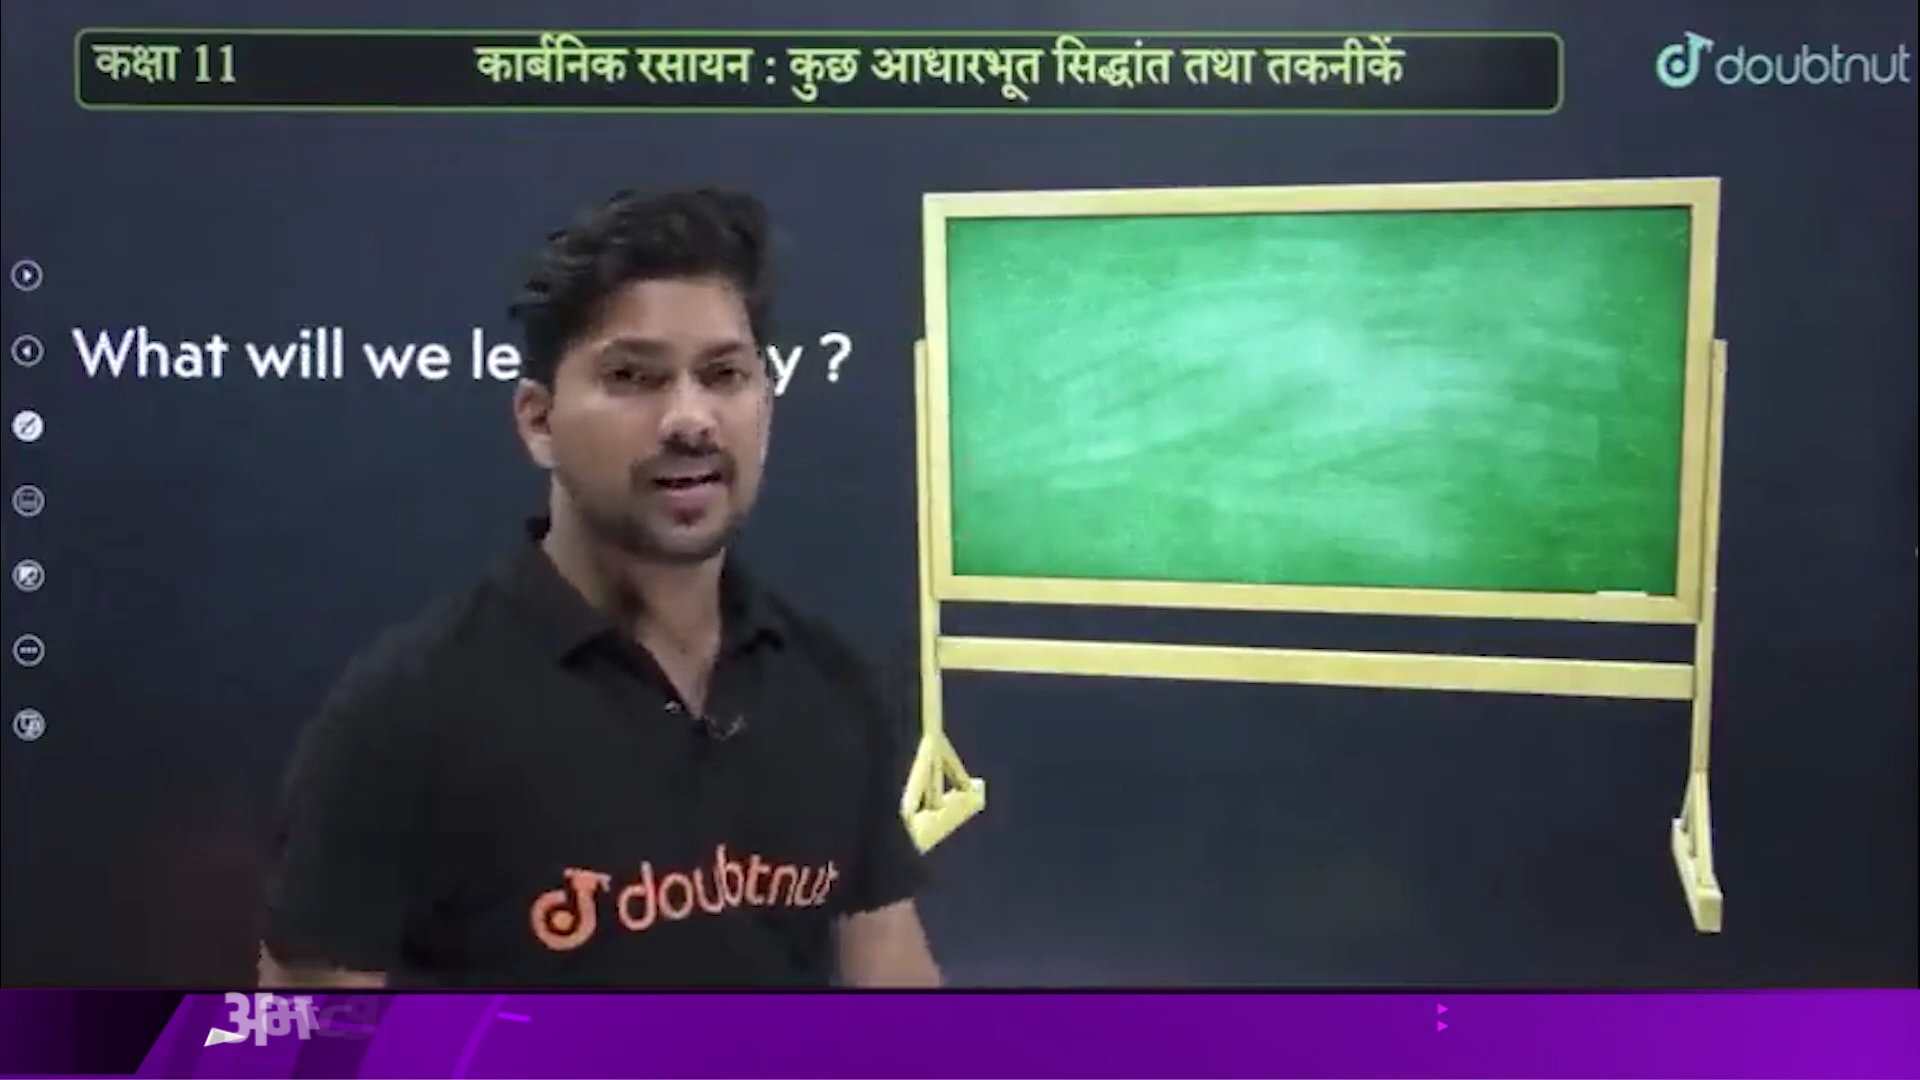 कक्षा 11 कार्बनिक रसायन : कुछ आधारभूत सिद्धांत तथा तकनीकें
doubtnut
What will we le y ?
doubtnut